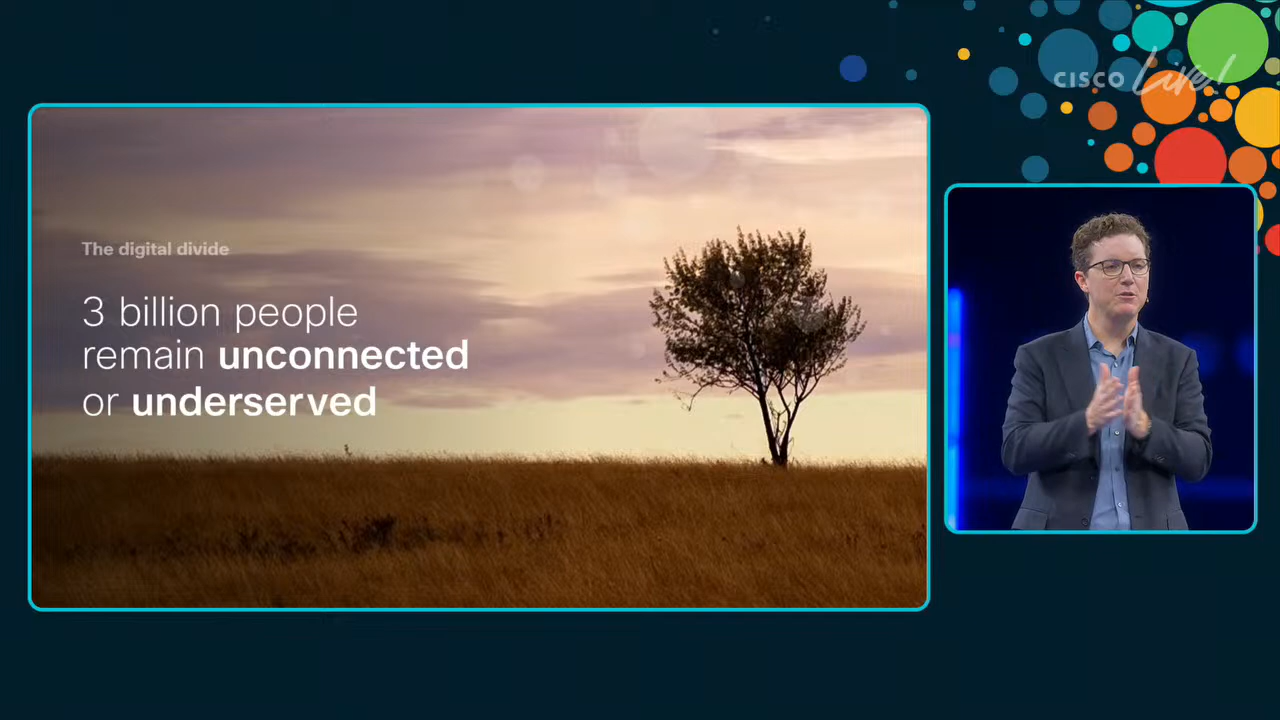 CISCO Live!
The digital divide
3 billion people
remain unconnected
or underserved